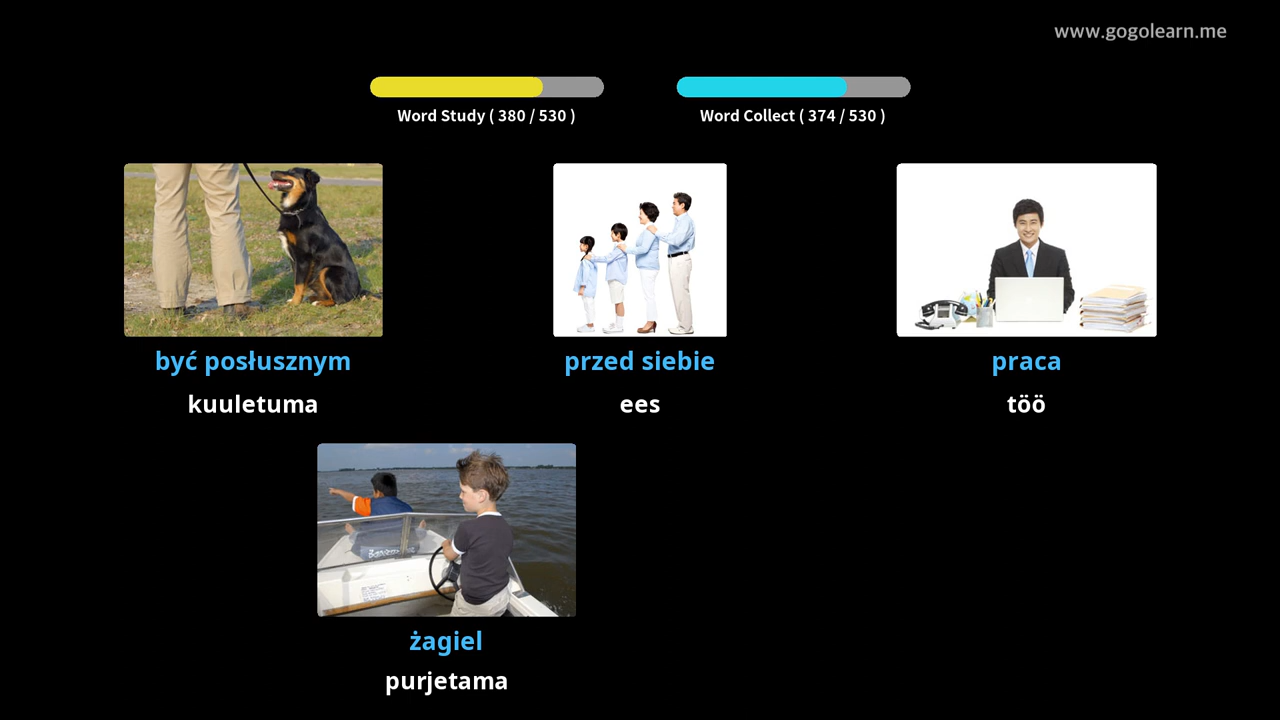 www.gogolearn.me
Word Study ( 380 / 530 )
Word Collect ( 374 / 530 )
być posłusznym
kuuletuma
przed siebie
ees
praca
töö
żagiel
purjetama